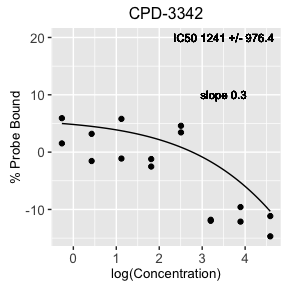 CPD-3342
IC50 1241 +/- 976.4
slope 0.3
% Probe Bound
20
10
0
-10
0 1 2 3 4
log(Concentration)